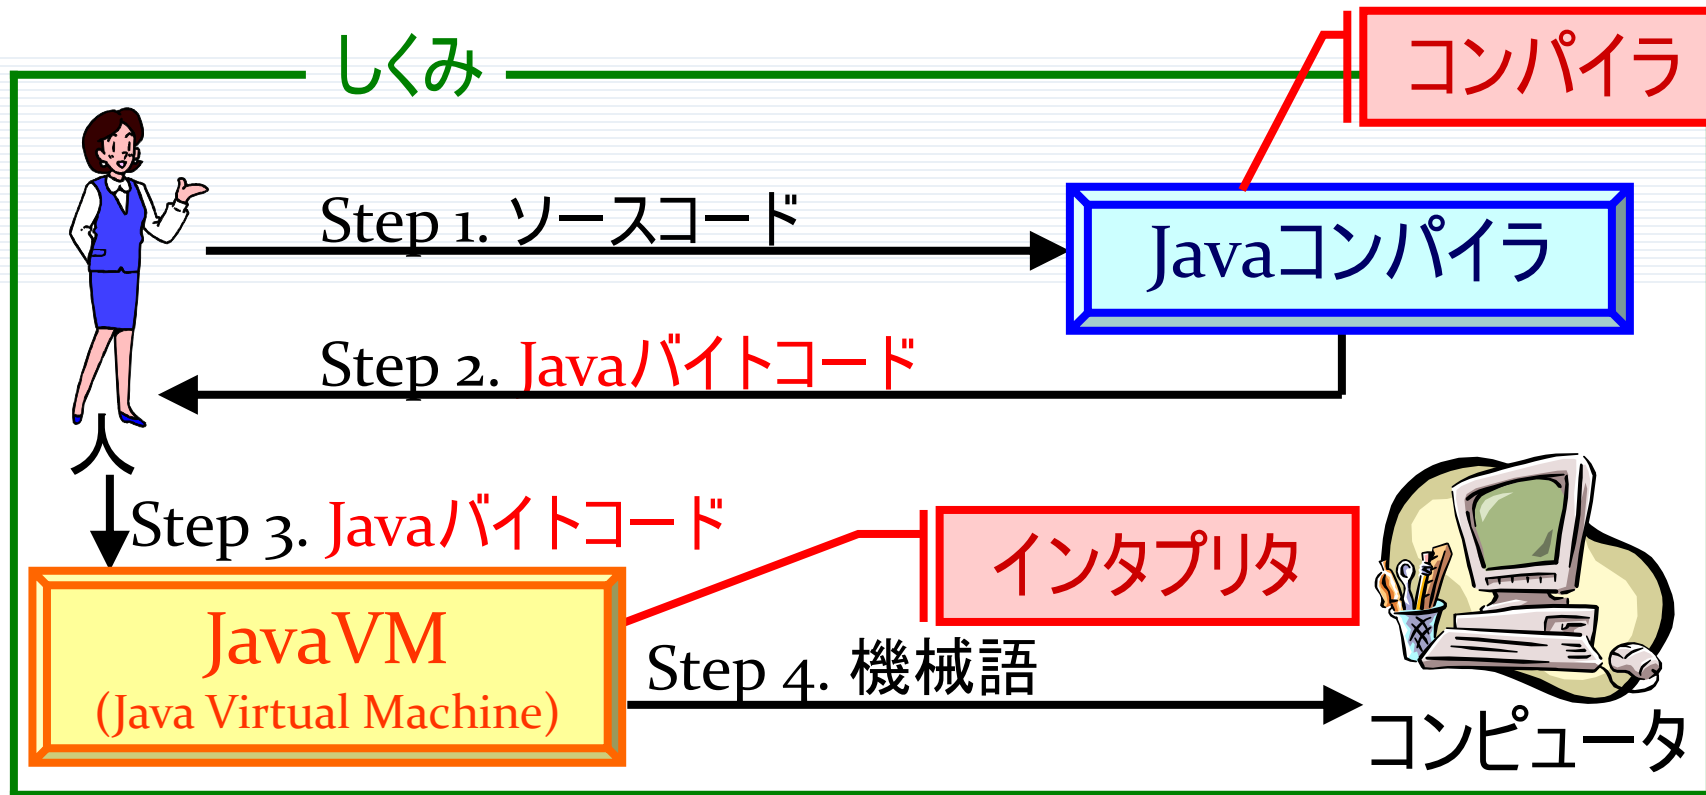 しくみ
コンパイラ
Step 1. ソースコード
Javaコンパイラ
Step 2. Javaバイトコード
人
Step 3. Javaバイトコード
インタプリタ
JavaVM
(Java Virtual Machine)
Step 4. 機械語
コンピュータ